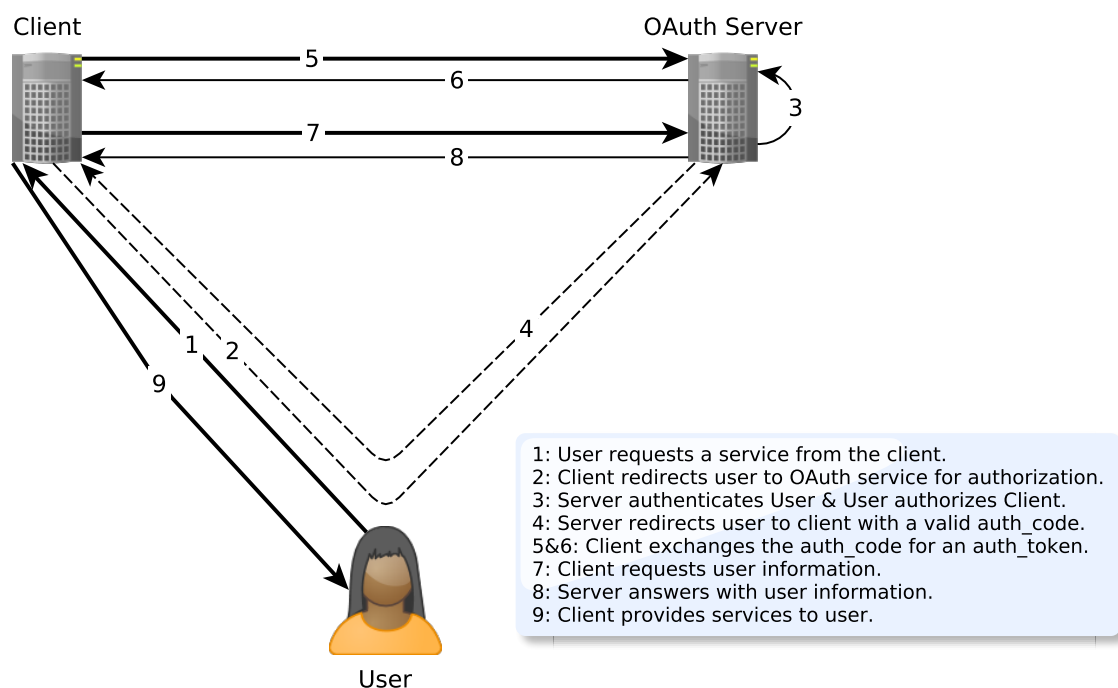 Client
OAuth Server
5
6
3
7
8
4
1
2
9
1: User requests a service from the client.
2: Client redirects user to OAuth service for authorization.
3: Server authenticates User & User authorizes Client.
4: Server redirects user to client with a valid auth_code.
5&6: Client exchanges the auth_code for an auth_token.
7: Client requests user information.
8: Server answers with user information.
9: Client provides services to user.
User